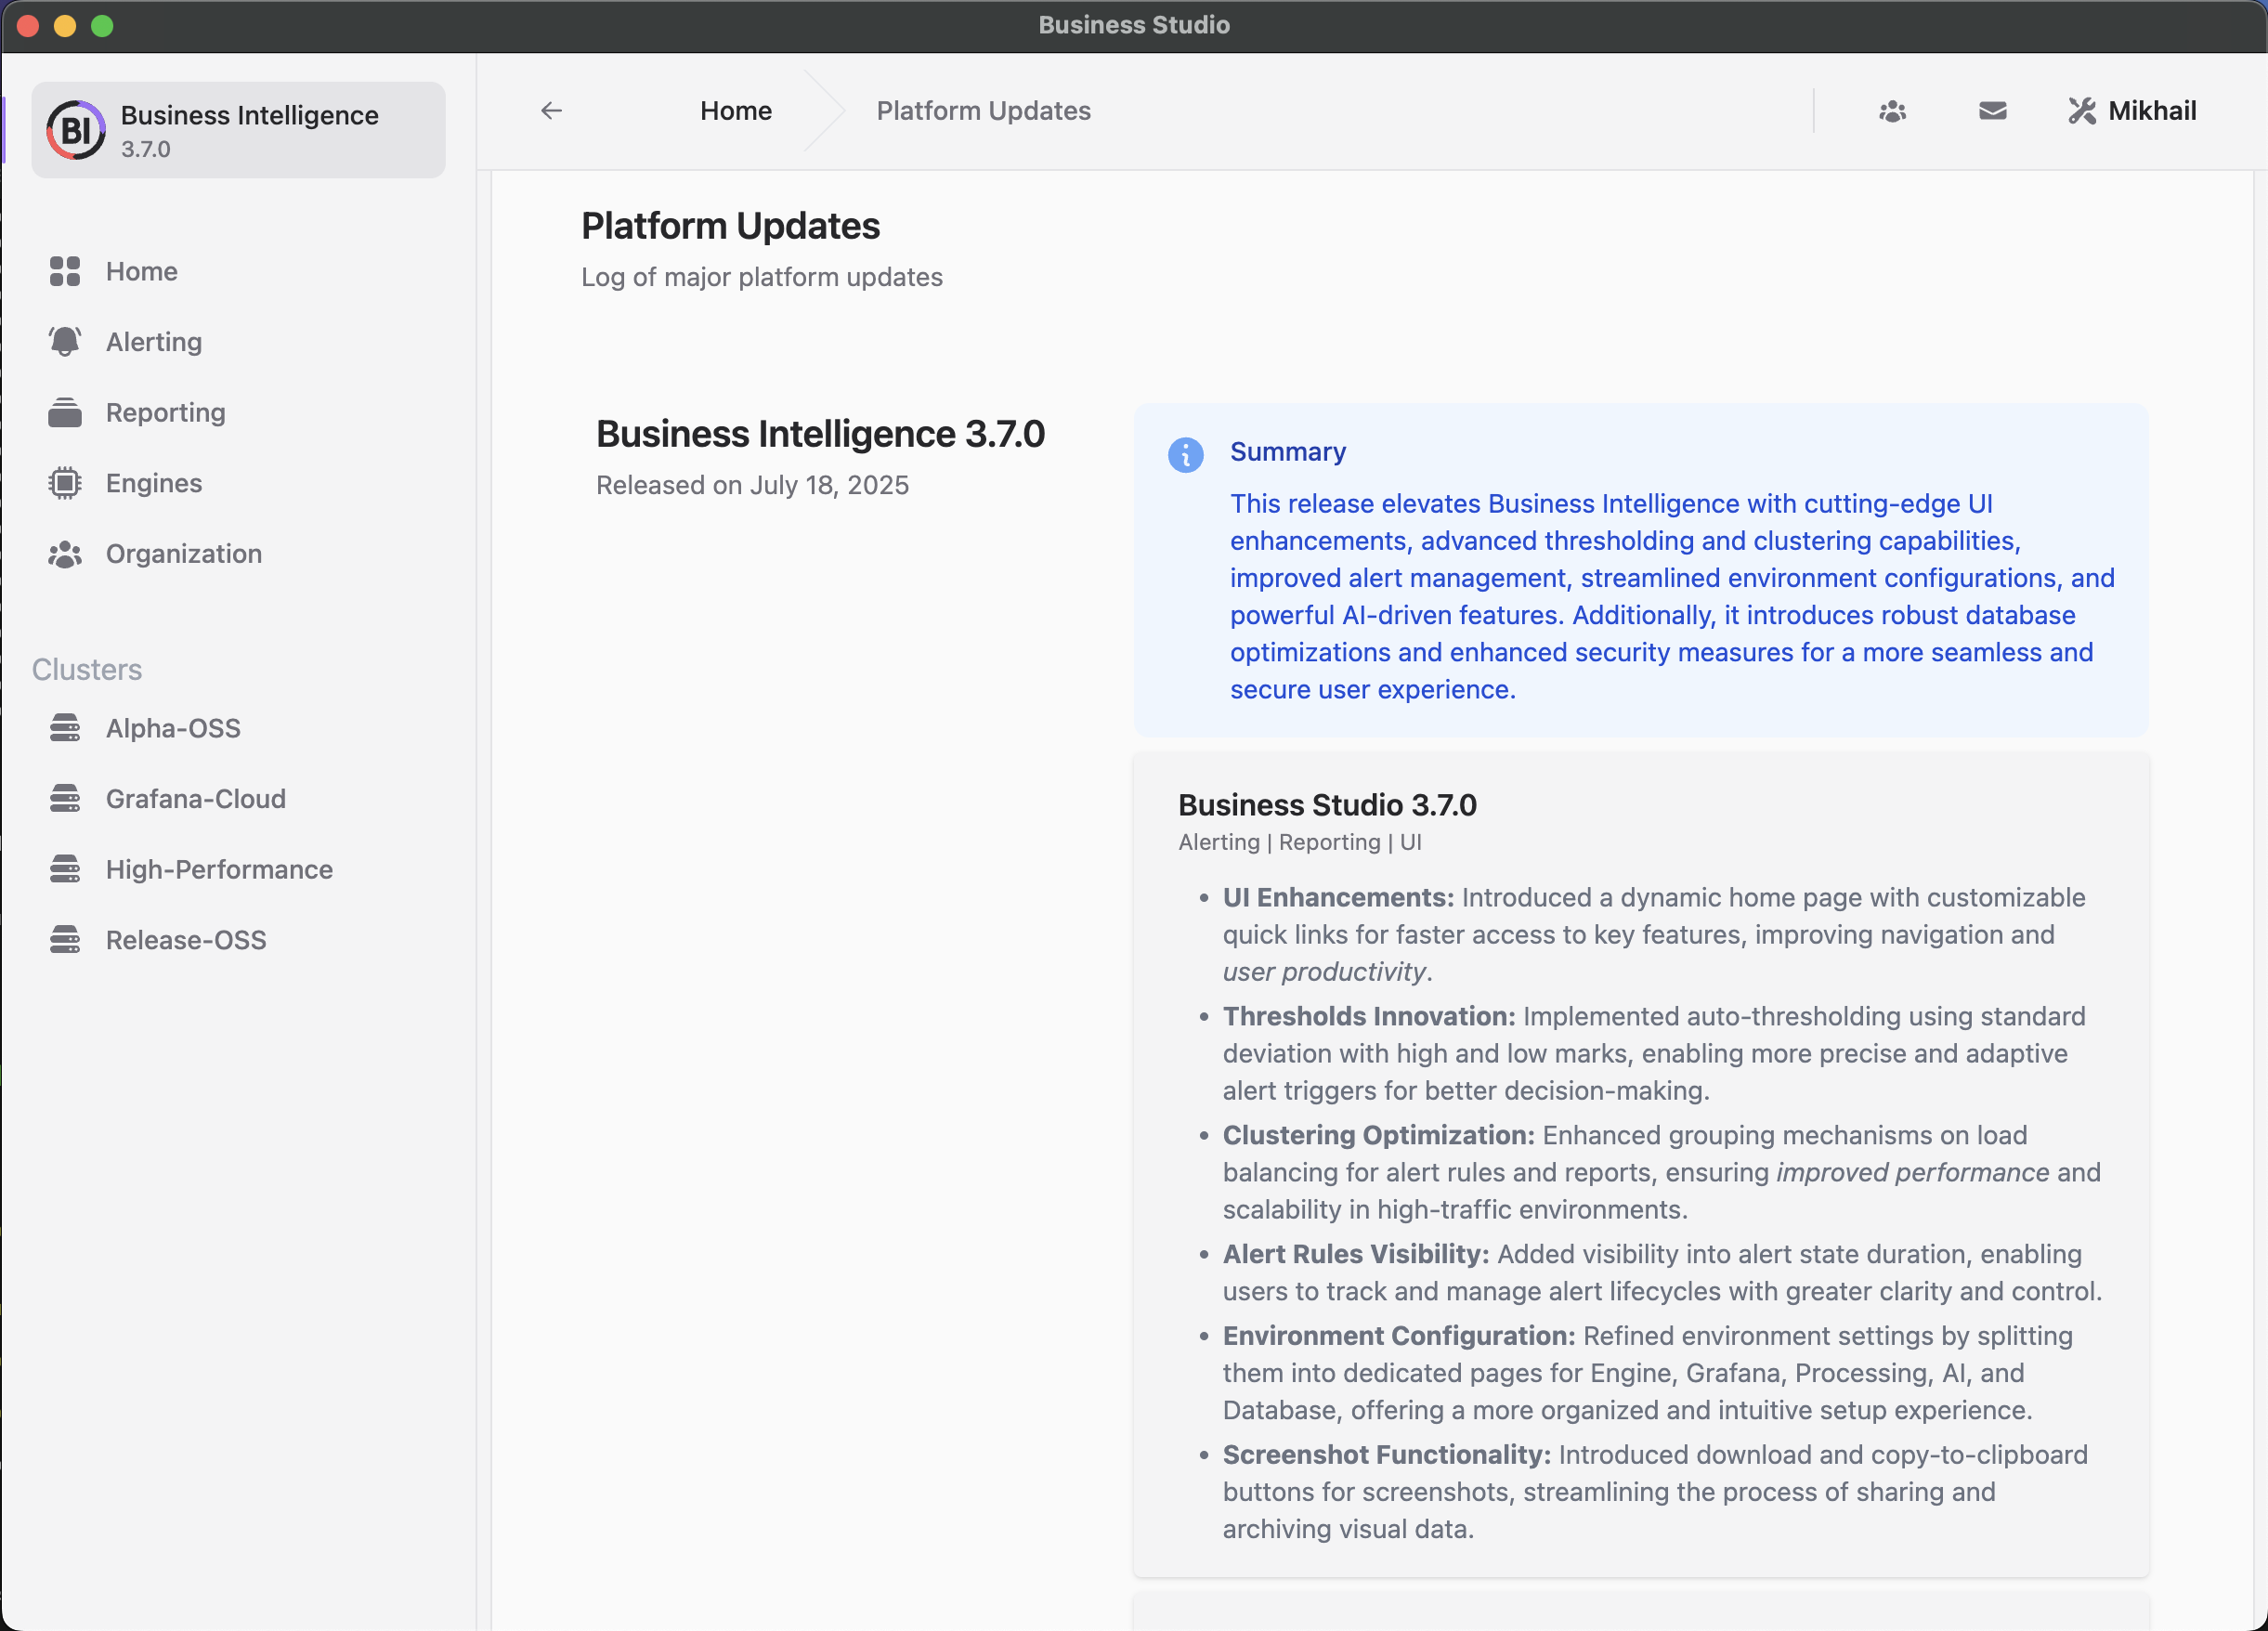 Business Studio
BI
Business Intelligence
3.7.0
Home
Platform Updates
Mikhail
Home
Alerting
Reporting
Engines
Organization
Clusters
Alpha-OSS
Grafana-Cloud
High-Performance
Release-OSS
Platform Updates
Log of major platform updates
Business Intelligence 3.7.0
Released on July 18, 2025
Summary
This release elevates Business Intelligence with cutting-edge UI
enhancements, advanced thresholding and clustering capabilities,
improved alert management, streamlined environment configurations, and
powerful AI-driven features. Additionally, it introduces robust database
optimizations and enhanced security measures for a more seamless and
secure user experience.
Business Studio 3.7.0
Alerting | Reporting | UI
• UI Enhancements: Introduced a dynamic home page with customizable
quick links for faster access to key features, improving navigation and
user productivity.
• Thresholds Innovation: Implemented auto-thresholding using standard
deviation with high and low marks, enabling more precise and adaptive
alert triggers for better decision-making.
• Clustering Optimization: Enhanced grouping mechanisms on load
balancing for alert rules and reports, ensuring improved performance and
scalability in high-traffic environments.
• Alert Rules Visibility: Added visibility into alert state duration, enabling
users to track and manage alert lifecycles with greater clarity and control.
• Environment Configuration: Refined environment settings by splitting
them into dedicated pages for Engine, Grafana, Processing, AI, and
Database, offering a more organized and intuitive setup experience.
• Screenshot Functionality: Introduced download and copy-to-clipboard
buttons for screenshots, streamlining the process of sharing and
archiving visual data.